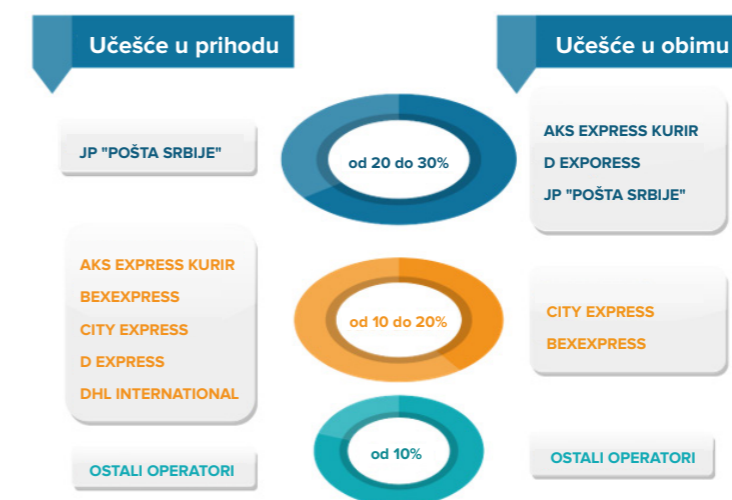 Učešće u prihodu
Učešće u obimu
JP "POŠTA SRBIJE"
od 20 do 30%
AKS EXPRESS KURIR
D EXPORESS
JP "POŠTA SRBIJE"
AKS EXPRESS KURIR
BEXEXPRESS
CITY EXPRESS
D EXPRESS
DHL INTERNATIONAL
od 10 do 20%
CITY EXPRESS
BEXEXPRESS
OSTALI OPERATORI
od 10%
OSTALI OPERATORI